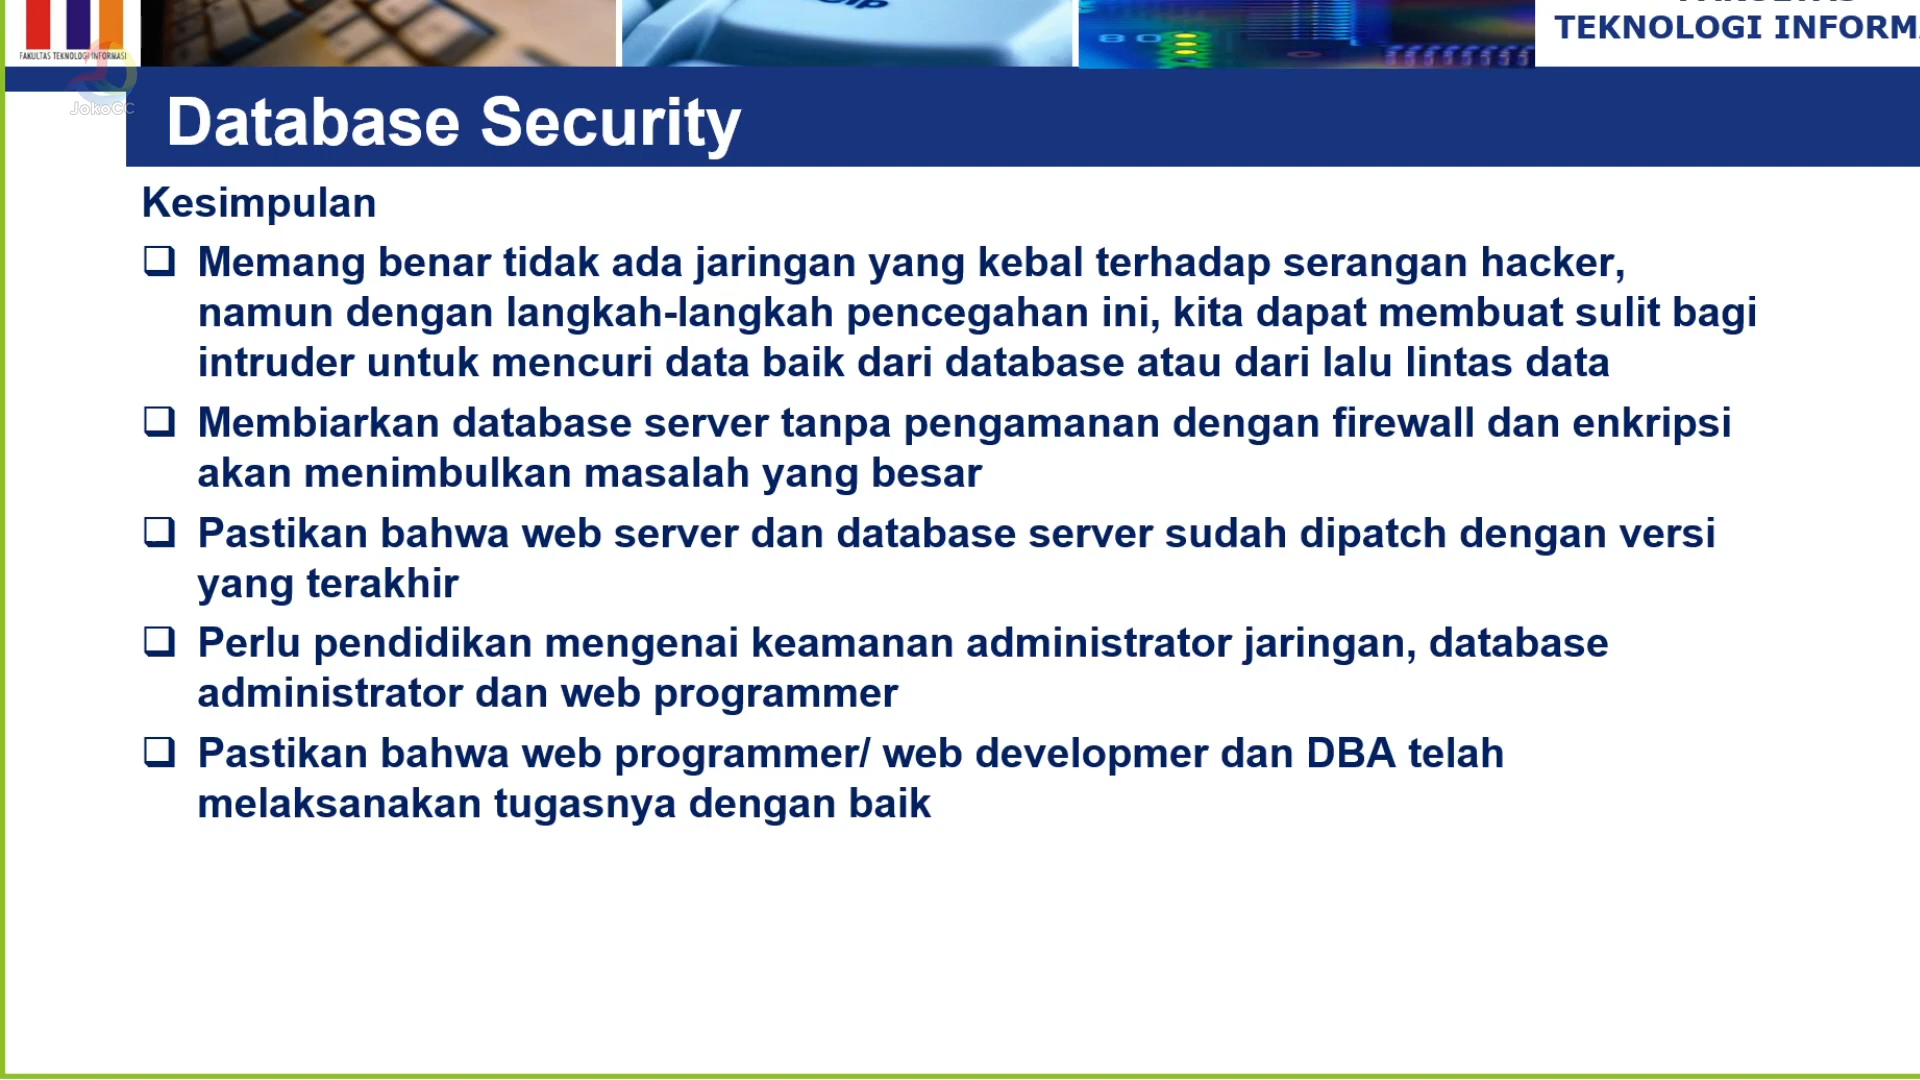 TEKNOLOGI INFORM
FAKULTAS TEKNOLOGI INFORMASI
JokoCC
Database Security
Kesimpulan
Memang benar tidak ada jaringan yang kebal terhadap serangan hacker,
namun dengan langkah-langkah pencegahan ini, kita dapat membuat sulit bagi
intruder untuk mencuri data baik dari database atau dari lalu lintas data
Membiarkan database server tanpa pengamanan dengan firewall dan enkripsi
akan menimbulkan masalah yang besar
Pastikan bahwa web server dan database server sudah dipatch dengan versi
yang terakhir
Perlu pendidikan mengenai keamanan administrator jaringan, database
administrator dan web programmer
Pastikan bahwa web programmer/ web developmer dan DBA telah
melaksanakan tugasnya dengan baik